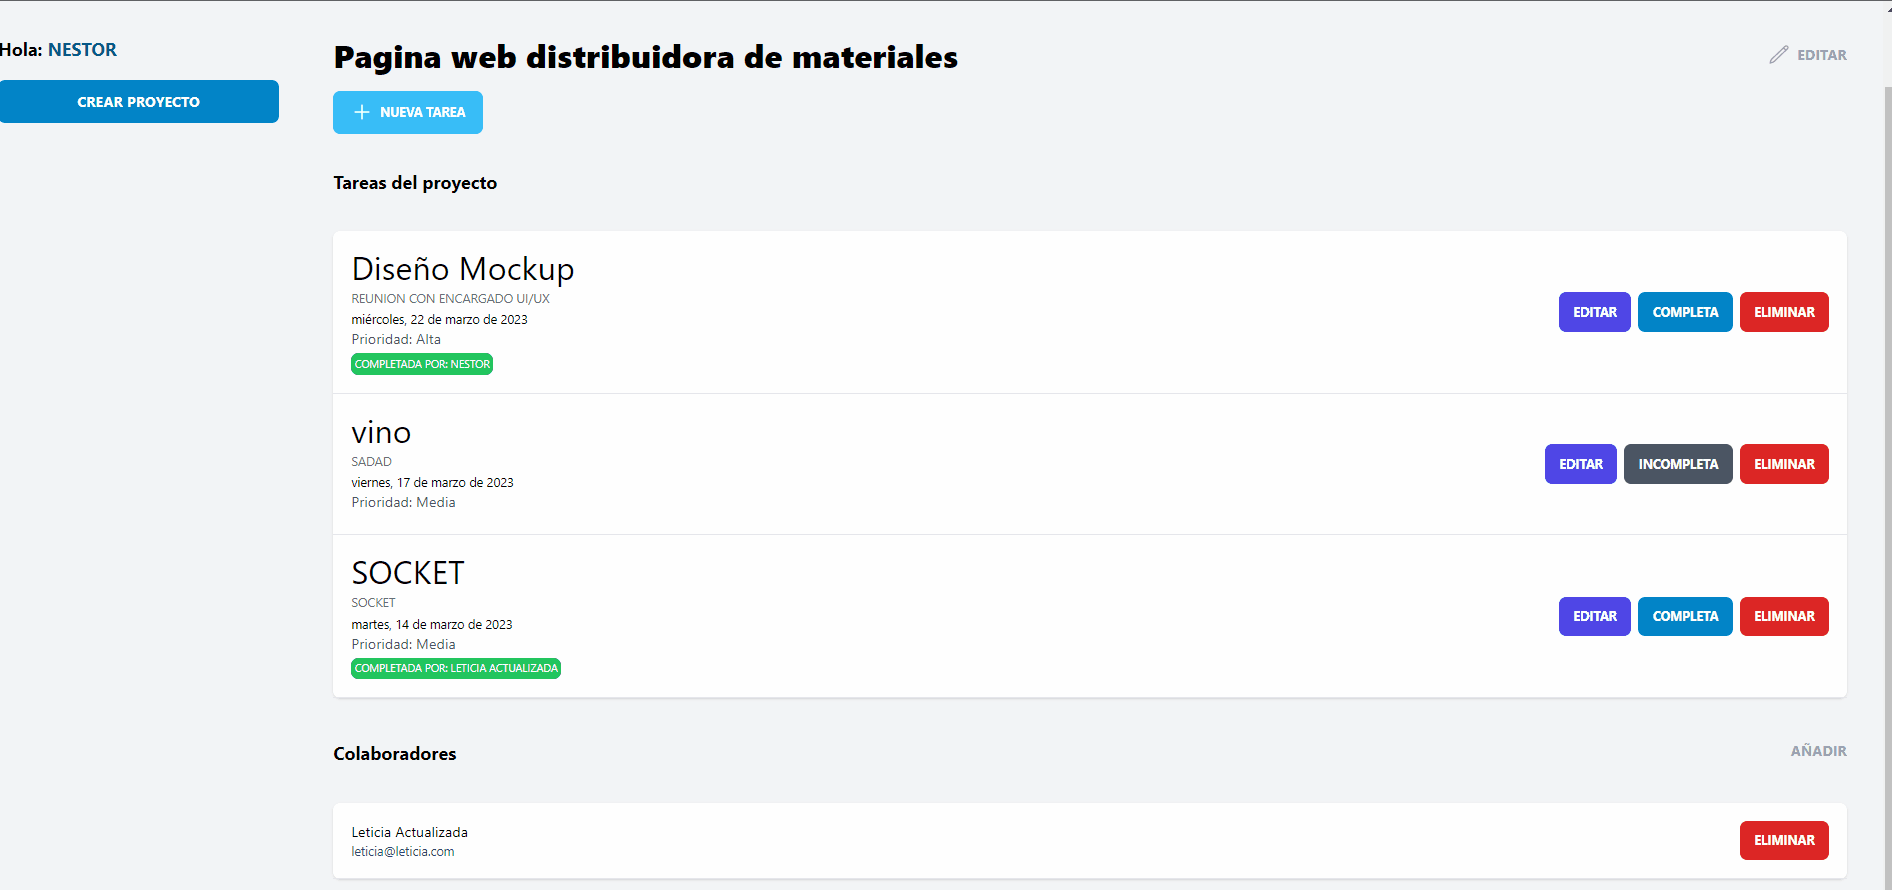 Hola: NESTOR
CREAR PROYECTO
Pagina web distribuidora de materiales
EDITAR
NUEVA TAREA
Tareas del proyecto
Diseño Mockup
REUNION CON ENCARGADO UI/UX
miércoles, 22 de marzo de 2023
Prioridad: Alta
COMPLETADA POR: NESTOR
EDITAR COMPLETA ELIMINAR
vino
SADAD
viernes, 17 de marzo de 2023
Prioridad: Media
EDITAR INCOMPLETA ELIMINAR
SOCKET
SOCKET
martes, 14 de marzo de 2023
Prioridad: Media
COMPLETADA POR: LETICIA ACTUALIZADA
EDITAR COMPLETA ELIMINAR
Colaboradores
AÑADIR
Leticia Actualizada
leticia@leticia.com
ELIMINAR